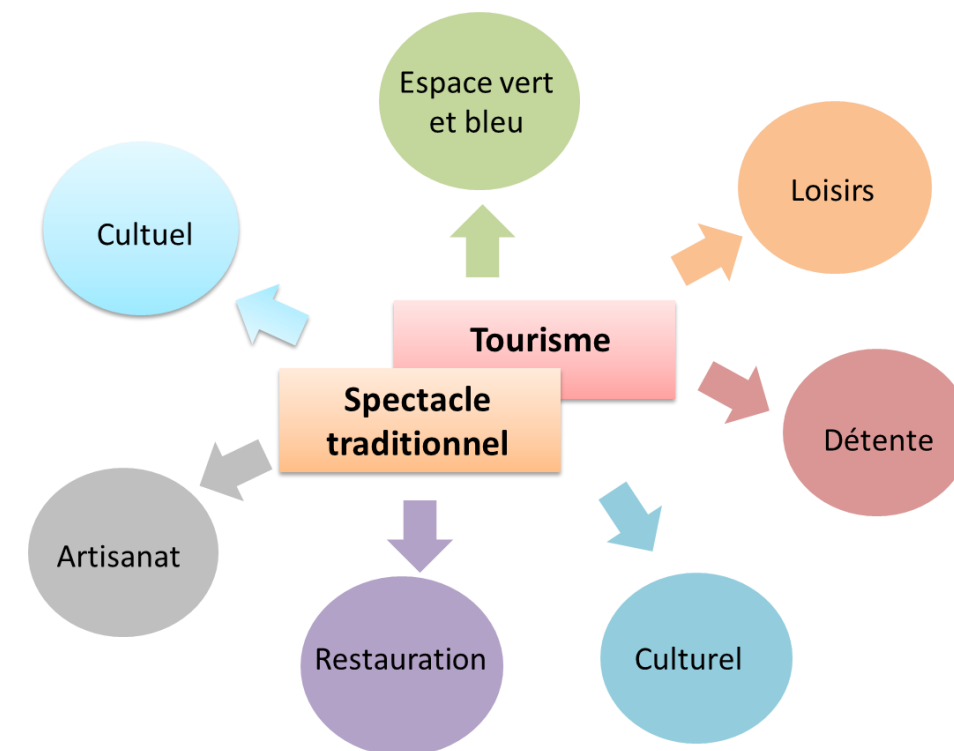 Espace vert
et bleu
Loisirs
Cultuel
Tourisme
Spectacle
traditionnel
Détente
Artisanat
Restauration
Culturel